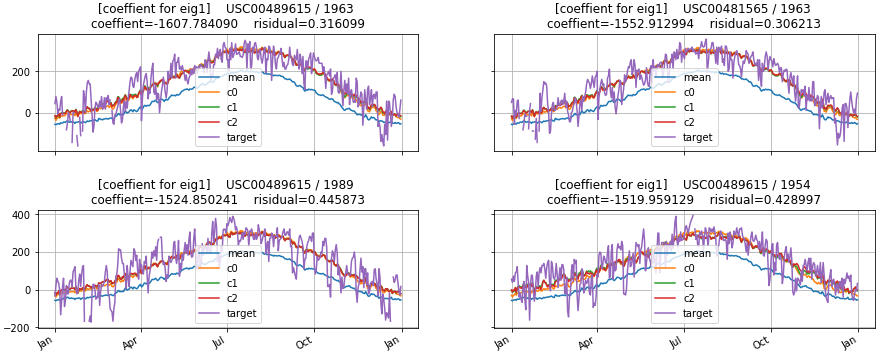 [coeffient for eig1]    USC00489615 / 1963
coeffient=-1607.784090    risidual=0.316099
200
0
mean
c0
c1
c2
target
[coeffient for eig1]    USC00481565 / 1963
coeffient=-1552.912994    risidual=0.306213
mean
c0
c1
c2
target
[coeffient for eig1]    USC00489615 / 1989
coeffient=-1524.850241    risidual=0.445873
400
200
0
−200
mean
c0
c1
c2
target
Jan
Apr
Jul
Oct
Jan
[coeffient for eig1]    USC00489615 / 1954
coeffient=-1519.959129    risidual=0.428997
mean
c0
c1
c2
target
Jan
Apr
Jul
Oct
Jan